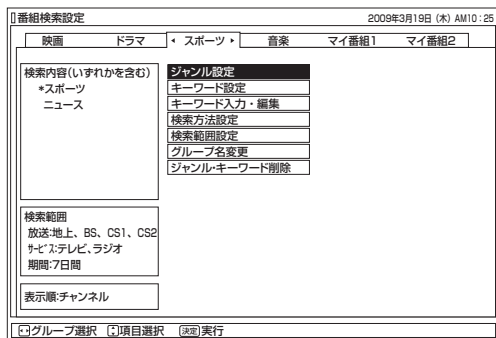 番組検索設定 2009年3月19日 (木) AM10:25
映画 ドラマ スポーツ 音楽 マイ番組1 マイ番組2
検索内容(いずれかを含む)
*スポーツ
ニュース
ジャンル設定
キーワード設定
キーワード入力・編集
検索方法設定
検索範囲設定
グループ名変更
ジャンル・キーワード削除
検索範囲
放送:地上、BS、CS1、CS2
サービス:テレビ、ラジオ
期間:7日間
表示順:チャンネル
グループ選択 項目選択 決定 実行